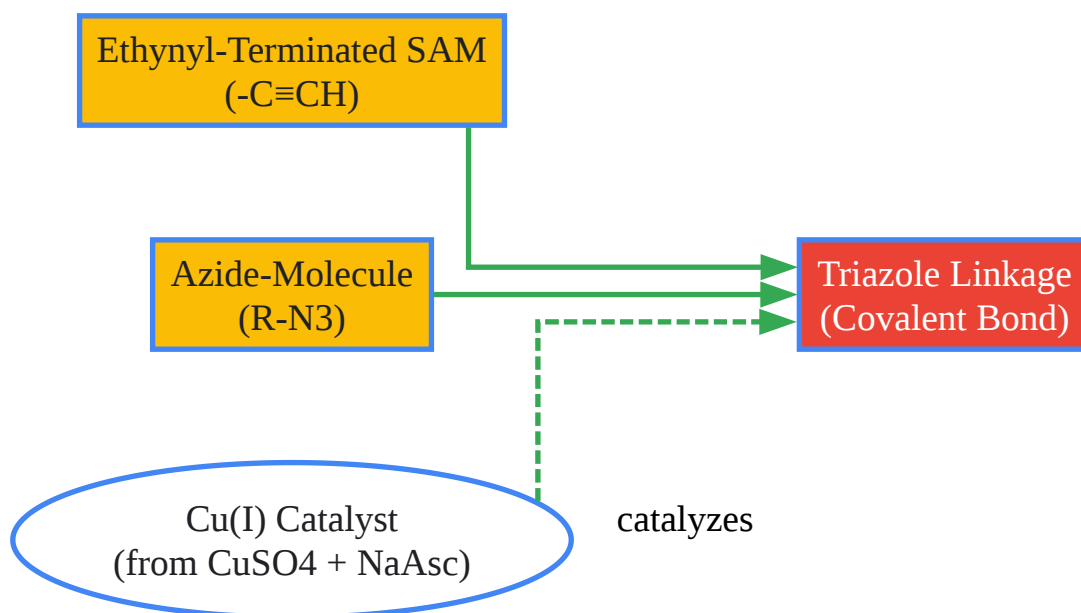 Ethynyl-Terminated SAM
(-C≡CH)
Azide-Molecule
(R-N3)
Triazole Linkage
(Covalent Bond)
Cu(I) Catalyst
(from CuSO4 + NaAsc)
catalyzes